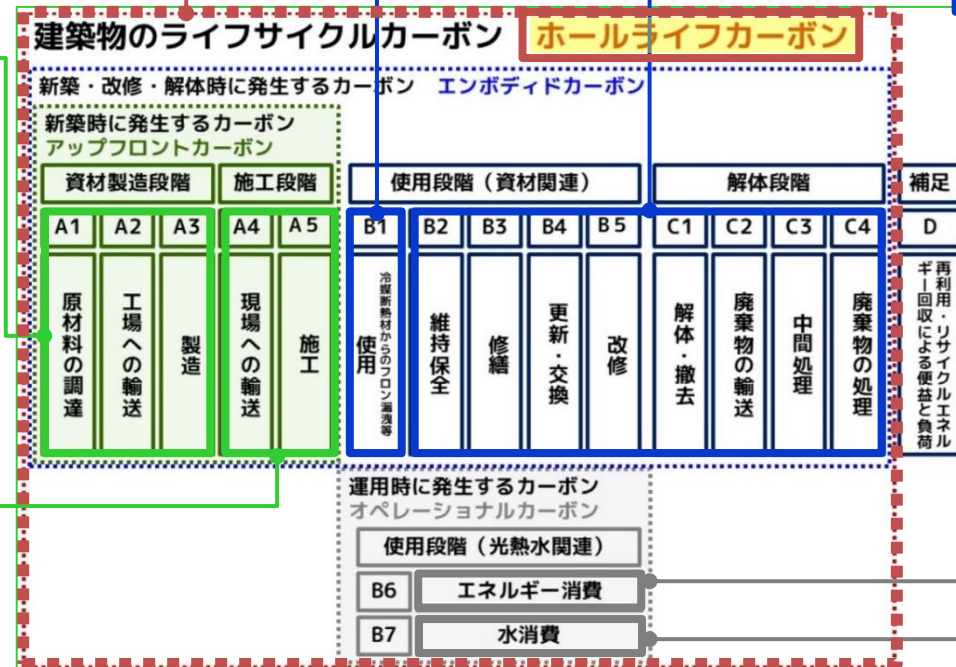 建築物のライフサイクルカーボン ホールライフカーボン
新築・改修・解体時に発生するカーボン エンボディドカーボン
新築時に発生するカーボン
アップフロントカーボン
資材製造段階 施工段階 使用段階（資材関連） 解体段階 補足
A1 A2 A3 A4 A5 B1 B2 B3 B4 B5 C1 C2 C3 C4 D
原材料の調達
工場への輸送
製造
現場への輸送
施工
使用
冷媒断熱材からのフロン漏洩等
維持保全
修繕
更新・交換
改修
解体・撤去
廃棄物の輸送
中間処理
廃棄物の処理
再利用・リサイクルエネル
ギー回収による便益と負荷
運用時に発生するカーボン
オペレーショナルカーボン
使用段階（光熱水関連）
B6 エネルギー消費
B7 水消費